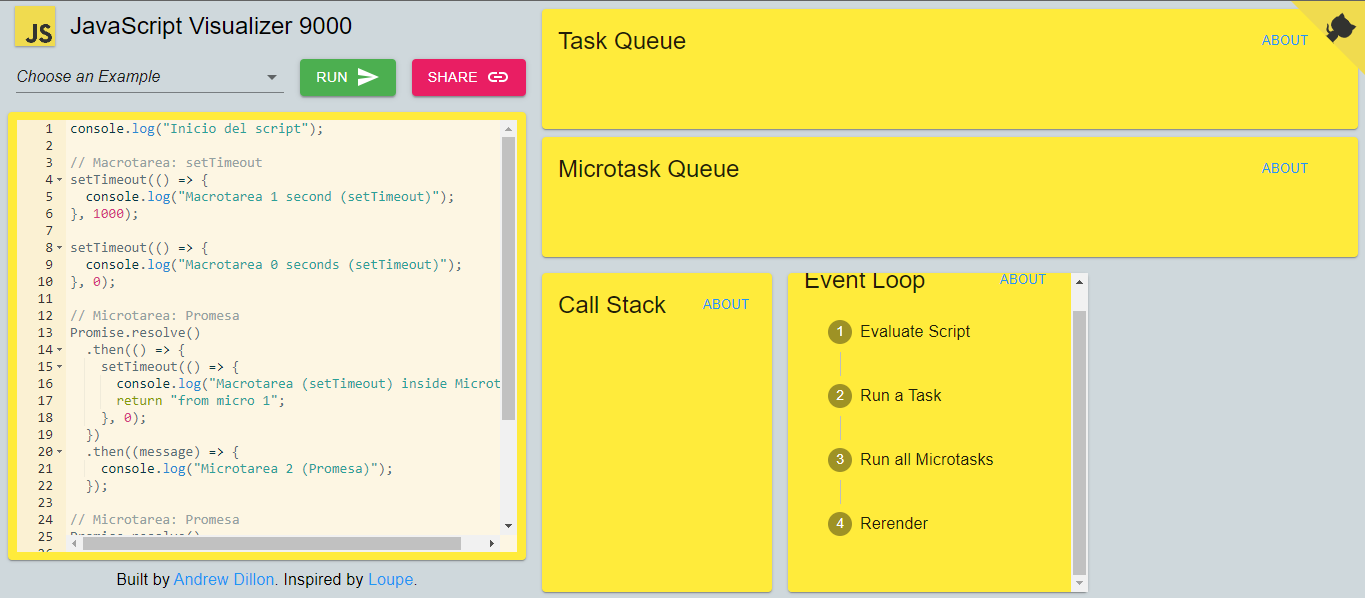 JS JavaScript Visualizer 9000
Choose an Example
RUN
SHARE
1 console.log("Inicio del script");
2
3 // Macrotarea: setTimeout
4 setTimeout(() => {
5 console.log("Macrotarea 1 second (setTimeout)");
6 }, 1000);
7
8 setTimeout(() => {
9 console.log("Macrotarea 0 seconds (setTimeout)");
10 }, 0);
11
12 // Microtarea: Promesa
13 Promise.resolve()
14 .then(() => {
15 setTimeout(() => {
16 console.log("Macrotarea (setTimeout) inside Microt
17 return "from micro 1";
18 }, 0);
19 })
20 .then((message) => {
21 console.log("Microtarea 2 (Promesa)");
22 });
23
24 // Microtarea: Promesa
25 Promise.resolve()
26
Built by Andrew Dillon. Inspired by Loupe.
Task Queue
ABOUT
Microtask Queue
ABOUT
Call Stack
ABOUT
Event Loop
ABOUT
1 Evaluate Script
2 Run a Task
3 Run all Microtasks
4 Rerender